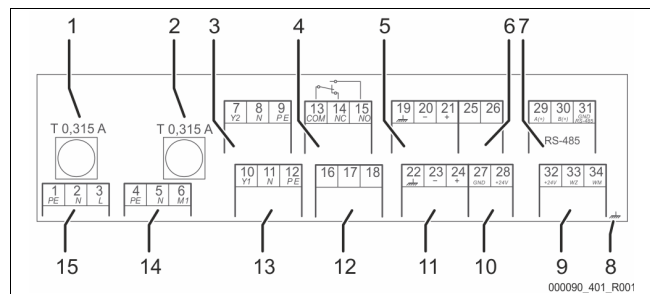 1 2 3 4 5 6 7
T 0,315 A T 0,315 A
7 8 9 13 14 15 19 20 21 25 26 29 30 31
Y2 N PE COM NC NO − + A(+) B(+) GND RS-485
RS-485
10 11 12 16 17 18 22 23 24 27 28 32 33 34
Y1 N PE − + GND +24V +24V WZ WM
1 2 3 4 5 6
PE N L PE N M1
15 14 13 12 11 10 9 8
000090_401_R001